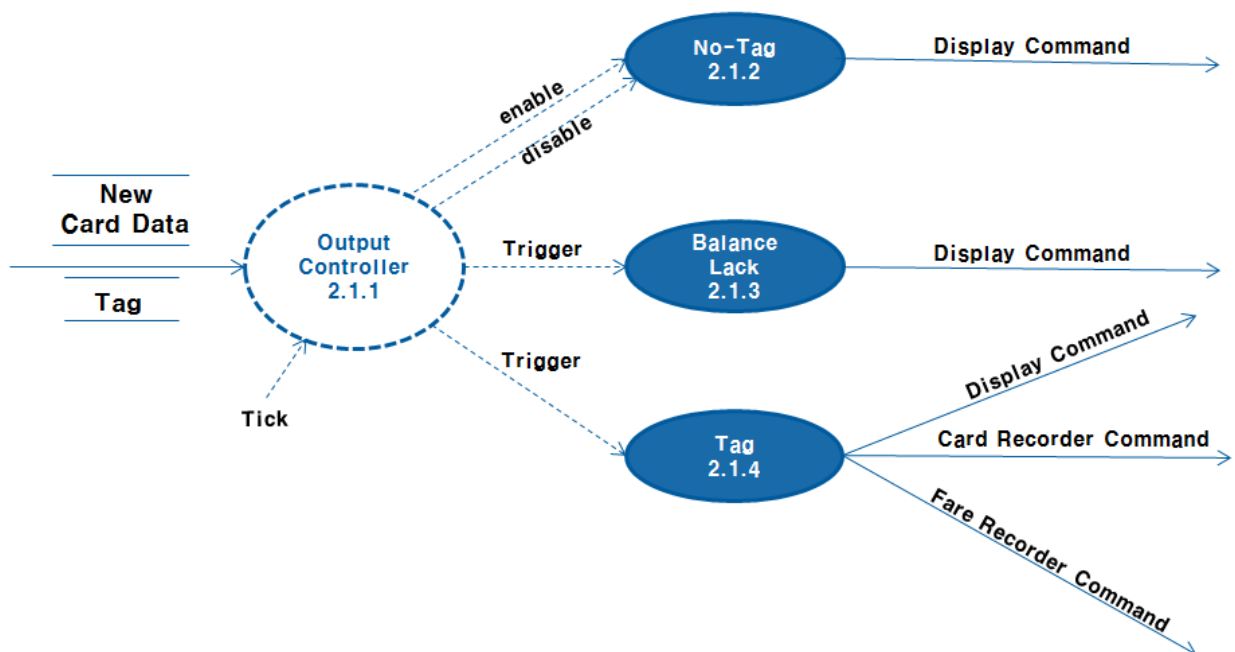 No-Tag
2.1.2
Display Command
enable
disable
New
Card Data
Tag
Output
Controller
2.1.1
Tick
Trigger
Balance
Lack
2.1.3
Display Command
Trigger
Tag
2.1.4
Display Command
Card Recorder Command
Fare Recorder Command